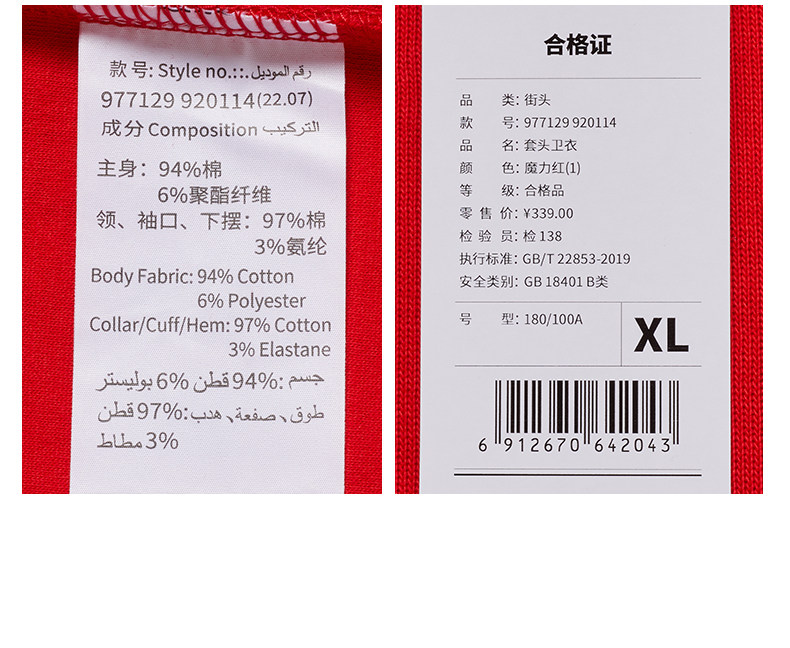 款号: Style no.::. رقم الموديل
977129 920114(22.07)
成分 Composition التركيب
主身：94%棉
6%聚酯纤维
领、袖口、下摆：97%棉
3%氨纶
Body Fabric: 94% Cotton
6% Polyester
Collar/Cuff/Hem: 97% Cotton
3% Elastane
جسم :94% قطن 6% بوليستر
طوق، صفعة، هدب:97% قطن
3% مطاط
合格证
品 类: 街头
款 号: 977129 920114
品 名: 套头卫衣
颜 色: 魔力红(1)
等 级: 合格品
零 售 价: ¥339.00
检 验 员: 检 138
执行标准: GB/T 22853-2019
安全类别: GB 18401 B类
号 型: 180/100A
XL
6 912670 642043